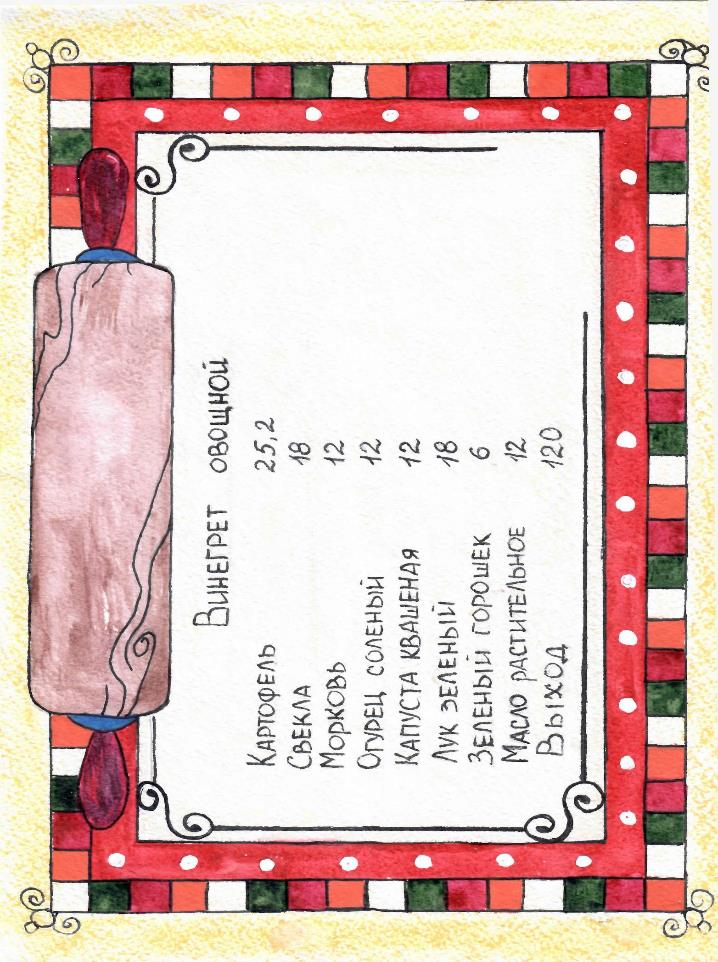 Винегрет овощной
Картофель 25,2
Свекла 18
Морковь 12
Огурец соленый 12
Капуста квашеная 12
Лук зеленый 18
Зеленый горошек 6
Масло растительное 12
Выход 120